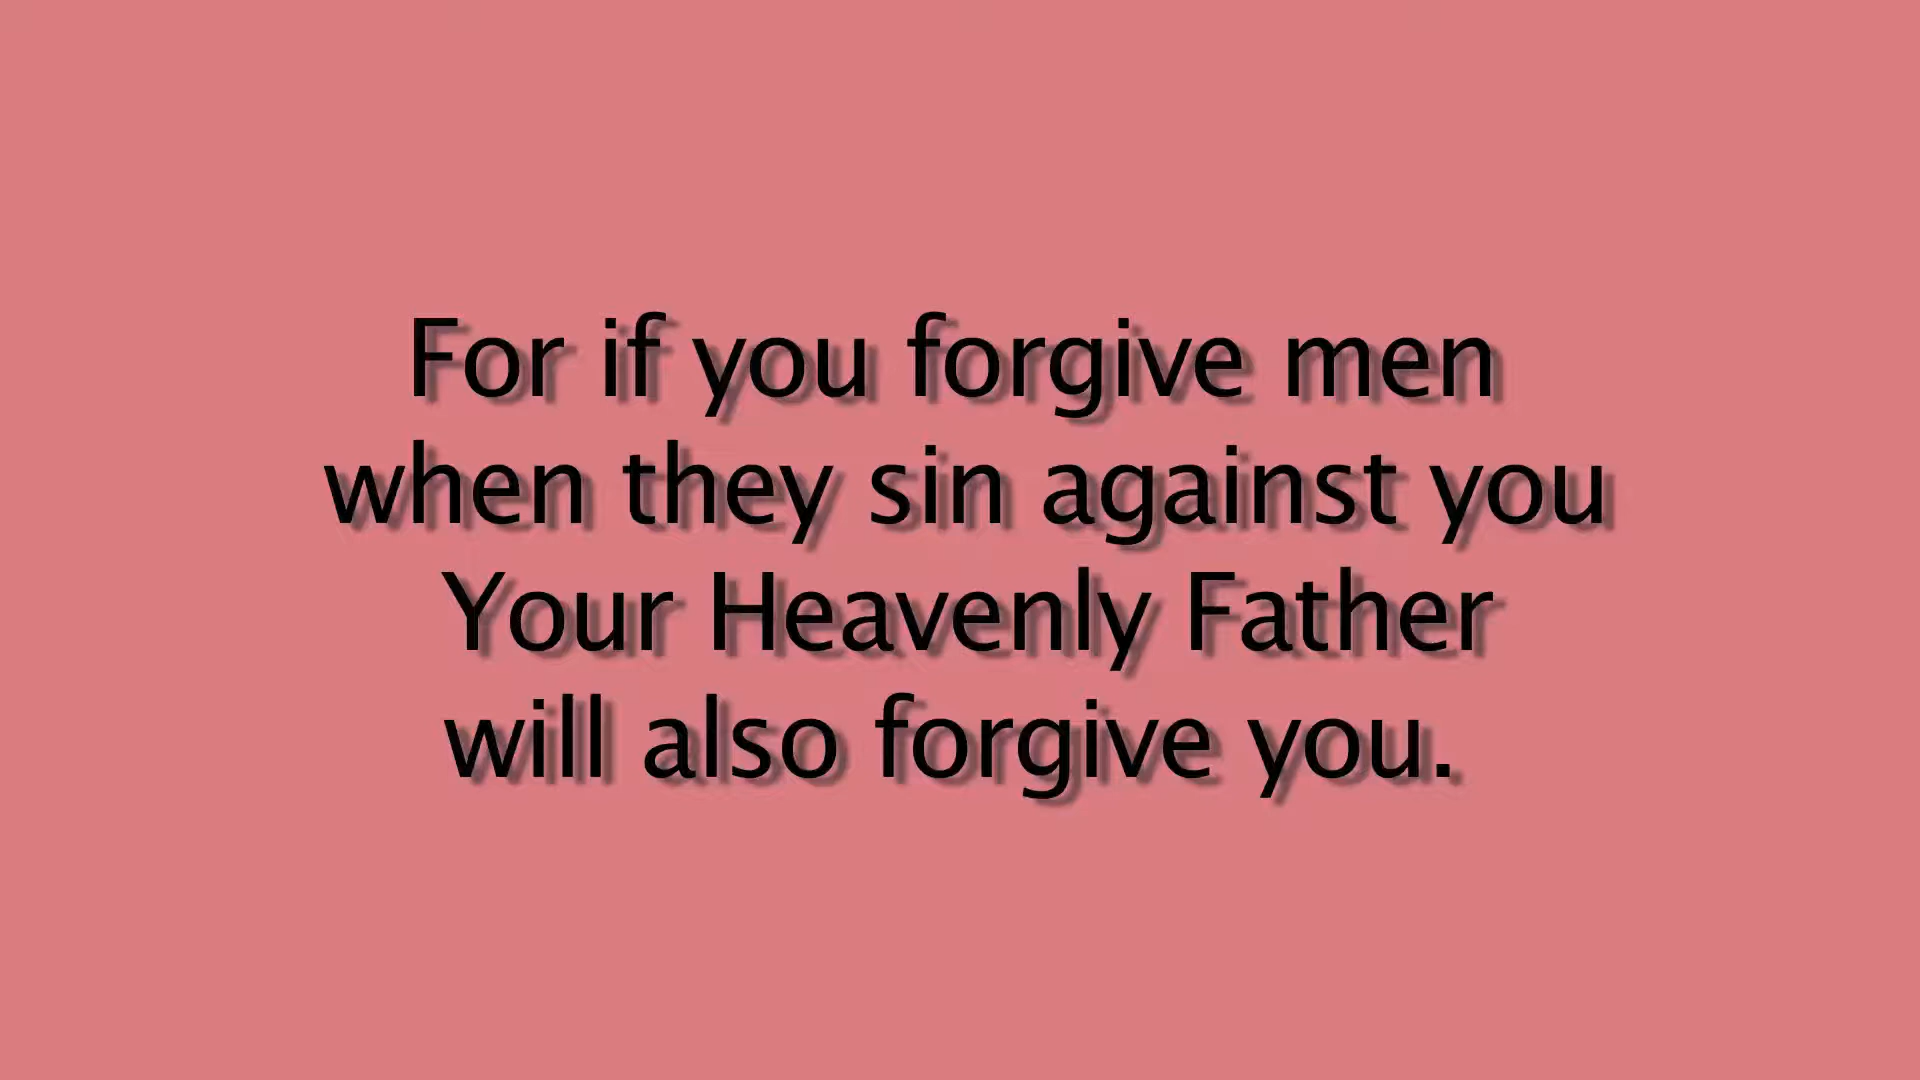 For if you forgive men
when they sin against you
Your Heavenly Father
will also forgive you.